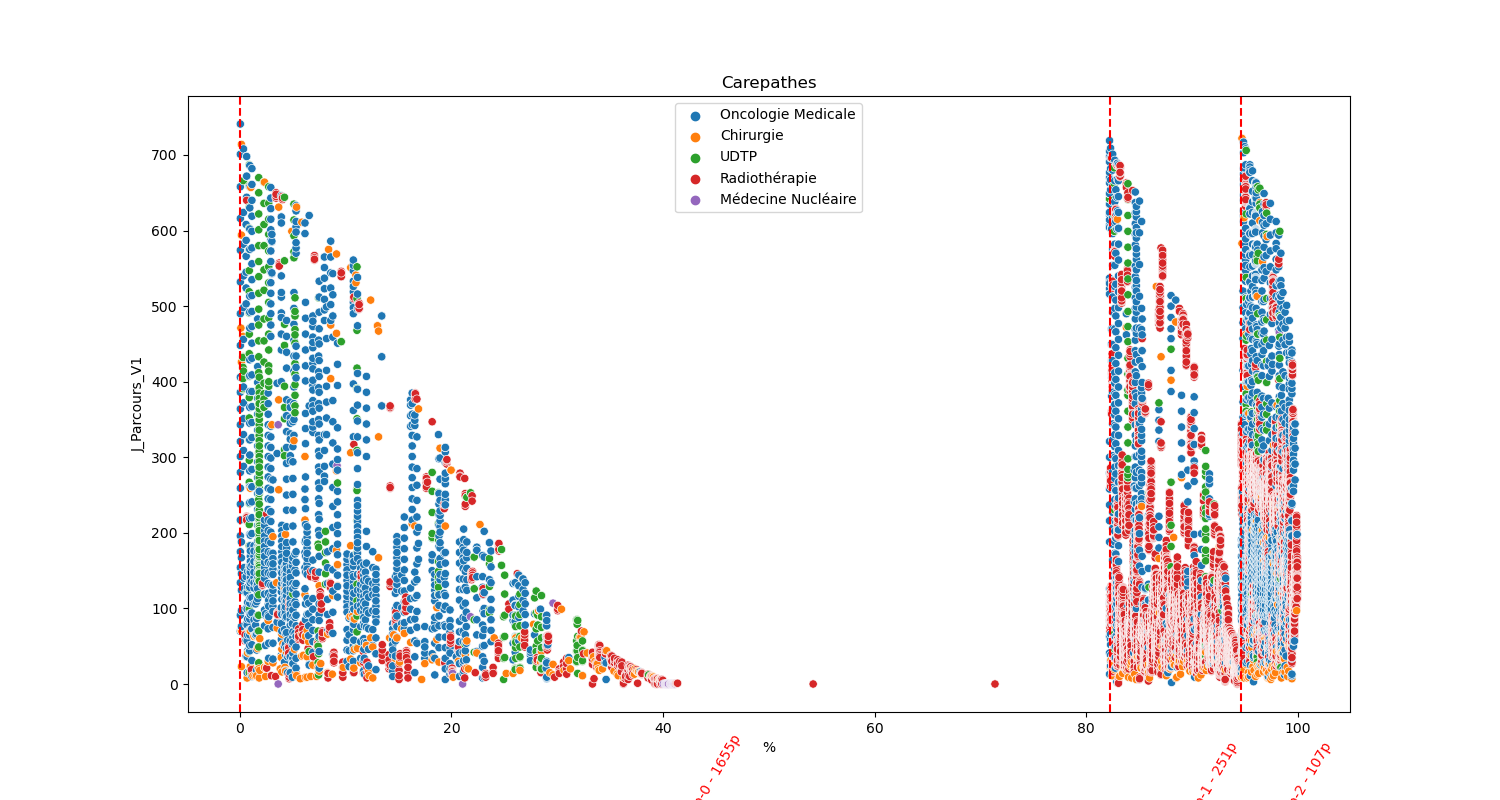 Carepathes
Oncologie Medicale
Chirurgie
UDTP
Radiothérapie
Médecine Nucléaire
J_Parcours_V1
700
600
500
400
300
200
100
0
0
20
40
60
80
100
%
-0 - 1655p
-1 - 251p
-2 - 107p